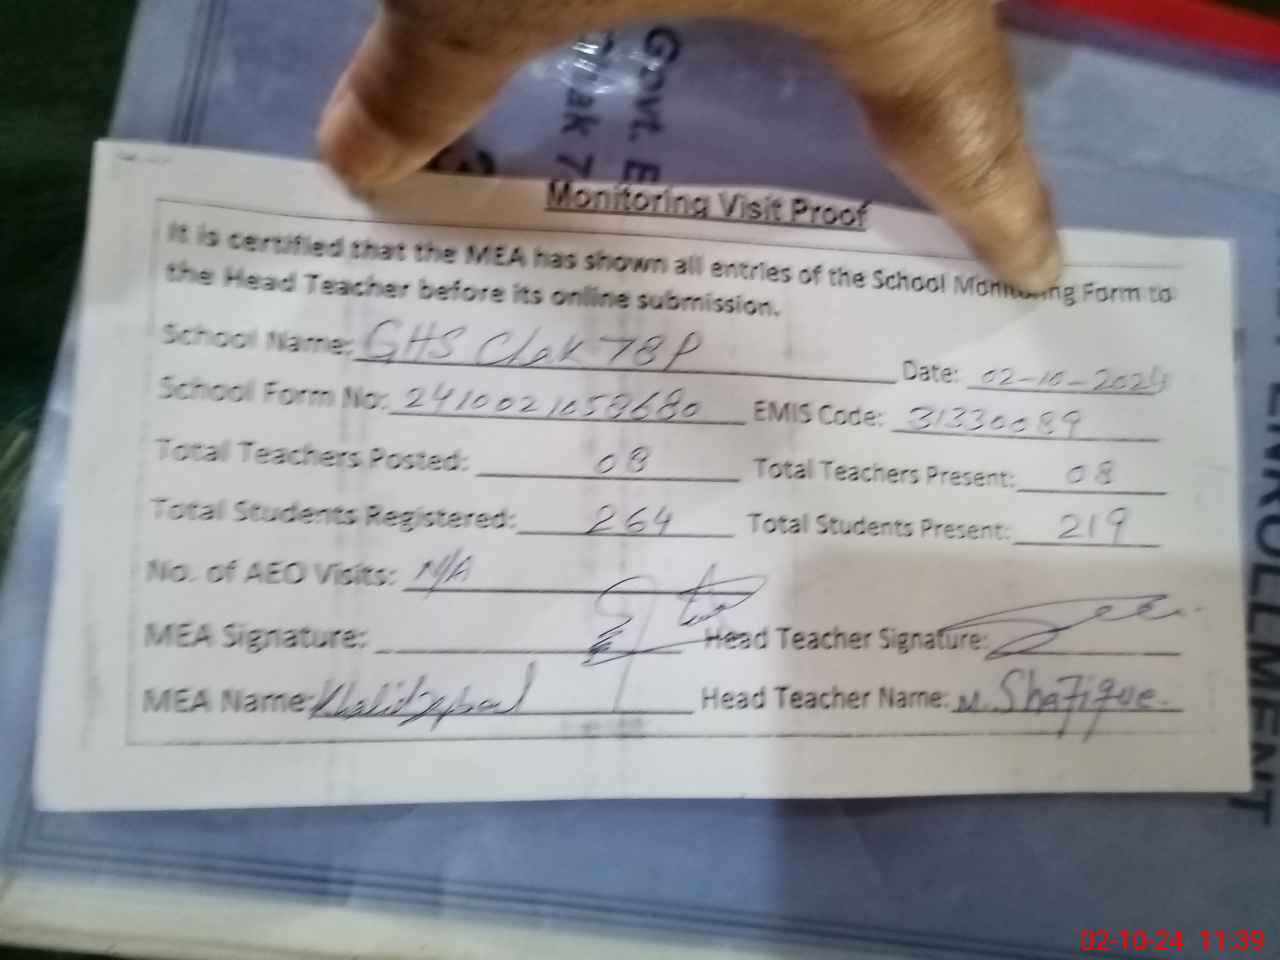 Govt. E
Chak 7
Monitoring Visit Proof
It is certified that the MEA has shown all entries of the School Monitoring Form to
the Head Teacher before its online submission.
School Name: GHS Chak 78P Date: 02-10-2024
School Form No: 2410021058680 EMIS Code: 31330089
Total Teachers Posted: 08 Total Teachers Present: 08
Total Students Registered: 264 Total Students Present: 219
No. of AEO Visits: N/A
MEA Signature: Head Teacher Signature:
MEA Name: Khalid Head Teacher Name: M. Shafique.
ENROLLMENT
02-10-24 11:39